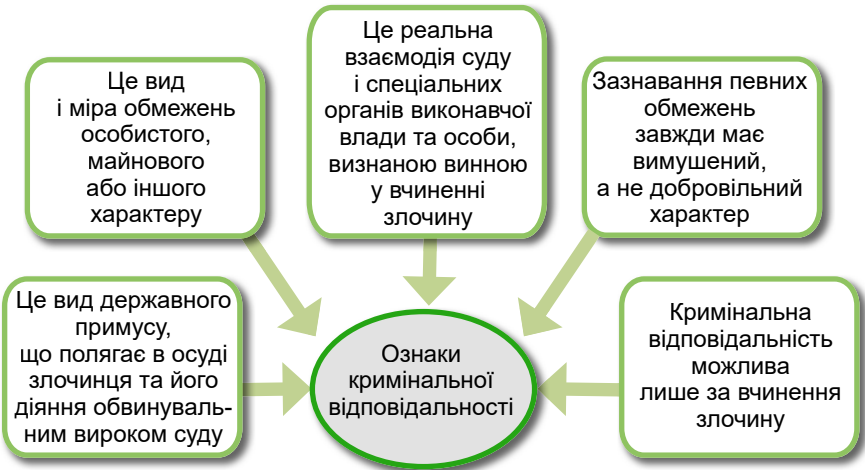 Це вид
і міра обмежень
особистого,
майнового
або іншого
характеру
Це реальна
взаємодія суду
і спеціальних
органів виконавчої
влади та особи,
визнаною винною
у вчиненні
злочину
Зазнавання певних
обмежень
завжди має
вимушений,
а не добровільний
характер
Це вид державного
примусу,
що полягає в осуді
злочинця та його
діяння обвинуваль-
ним вироком суду
Ознаки
кримінальної
відповідальності
Кримінальна
відповідальність
можлива
лише за вчинення
злочину